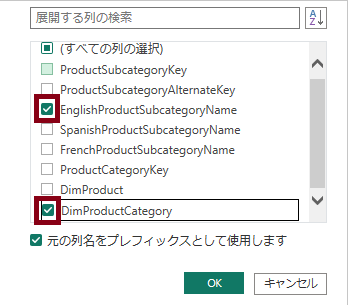 展開する列の検索
A
Z
(すべての列の選択)
ProductSubcategoryKey
ProductSubcategoryAlternateKey
EnglishProductSubcategoryName
SpanishProductSubcategoryName
FrenchProductSubcategoryName
ProductCategoryKey
DimProduct
DimProductCategory
元の列名をプレフィックスとして使用します
OK
キャンセル